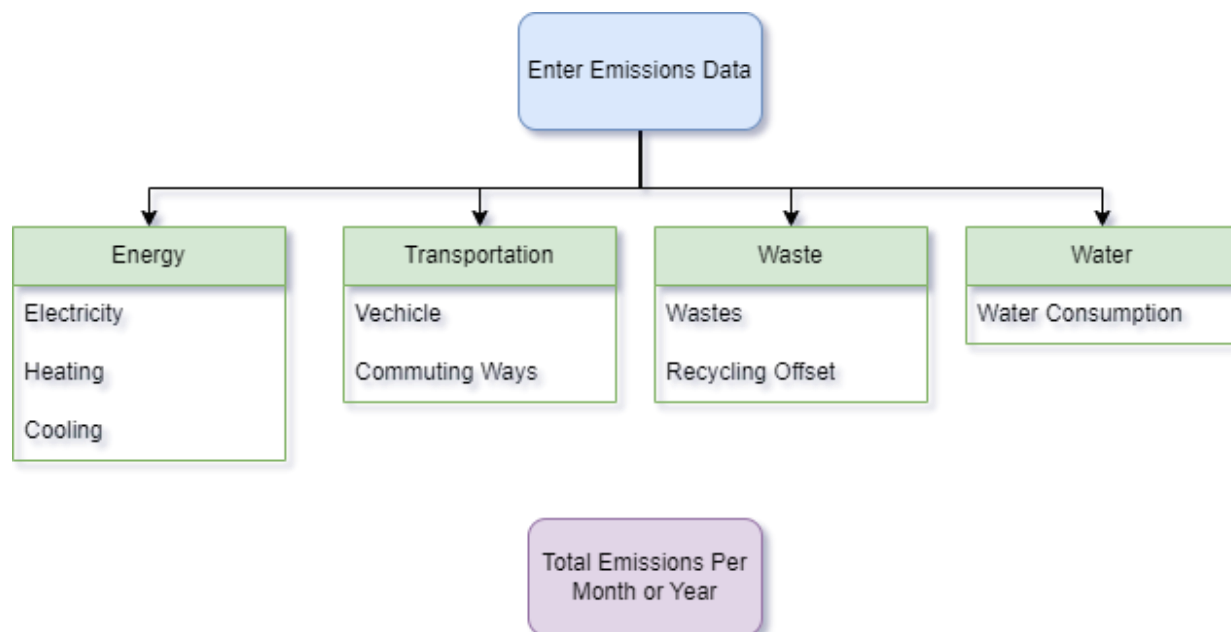 Enter Emissions Data
Energy
Transportation
Waste
Water
Electricity
Heating
Cooling
Vechicle
Commuting Ways
Wastes
Recycling Offset
Water Consumption
Total Emissions Per
Month or Year